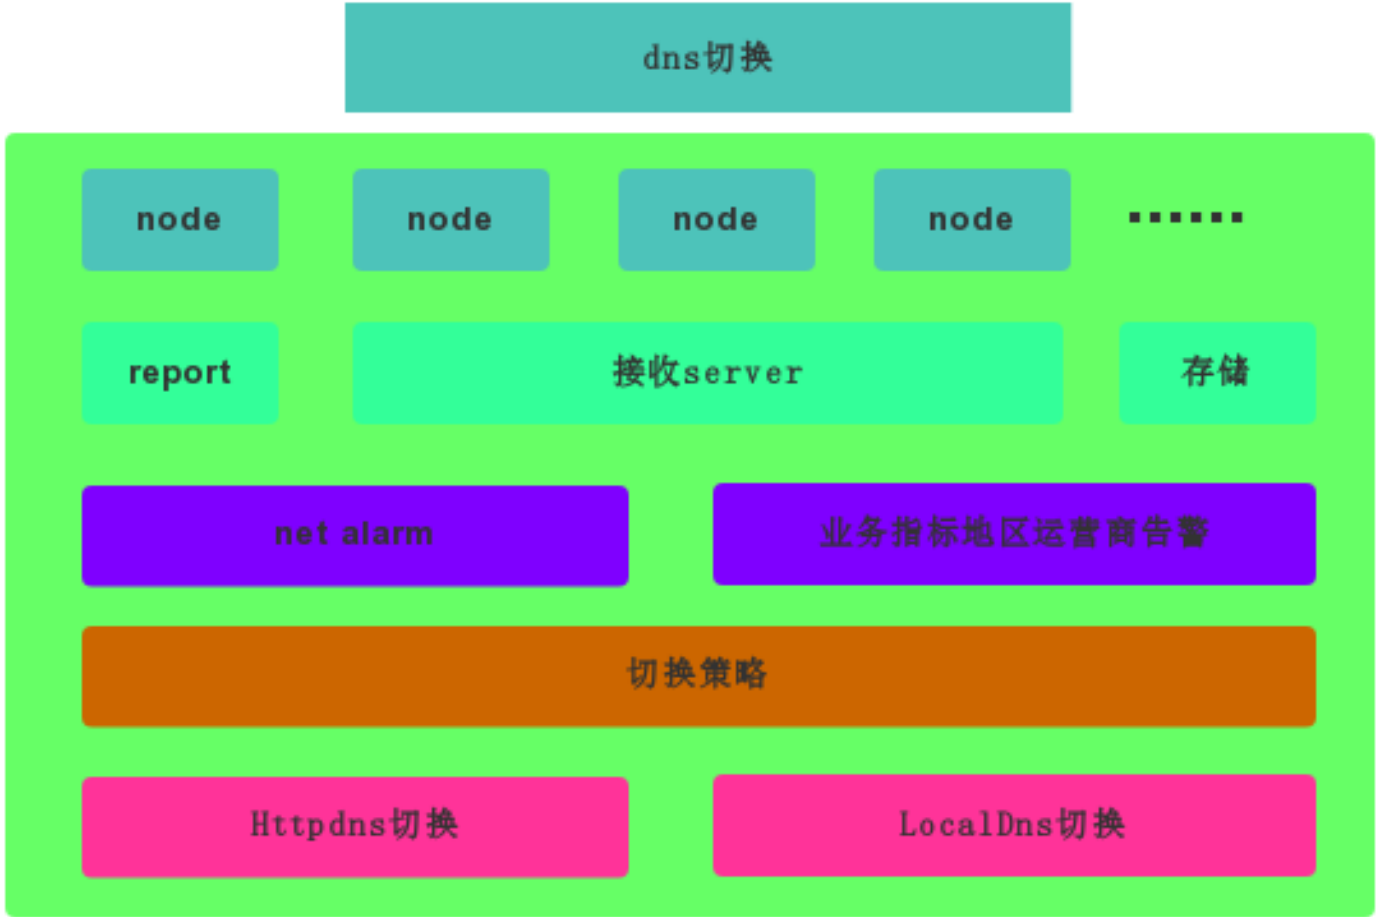 dns切换
node node node node ······
report 接收server 存储
net alarm 业务指标地区运营商告警
切换策略
Httpdns切换 LocalDns切换